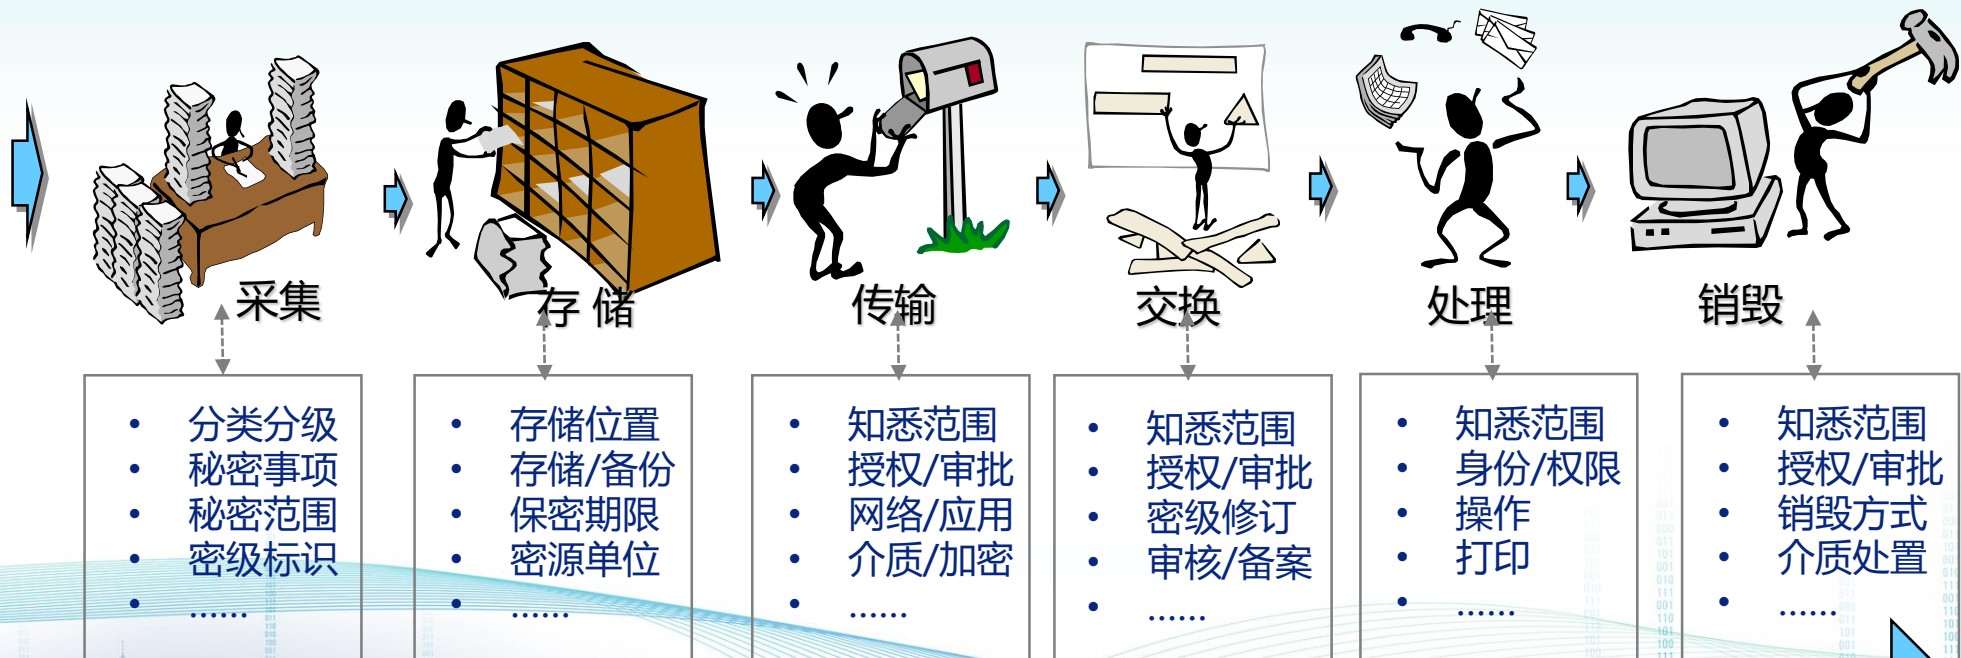 采集
存 储
传输
交换
处理
销毁
• 分类分级
• 秘密事项
• 秘密范围
• 密级标识
• ......
• 存储位置
• 存储/备份
• 保密期限
• 密源单位
• ......
• 知悉范围
• 授权/审批
• 网络/应用
• 介质/加密
• ......
• 知悉范围
• 授权/审批
• 密级修订
• 审核/备案
• ......
• 知悉范围
• 身份/权限
• 操作
• 打印
• ......
• 知悉范围
• 授权/审批
• 销毁方式
• 介质处置
• ......